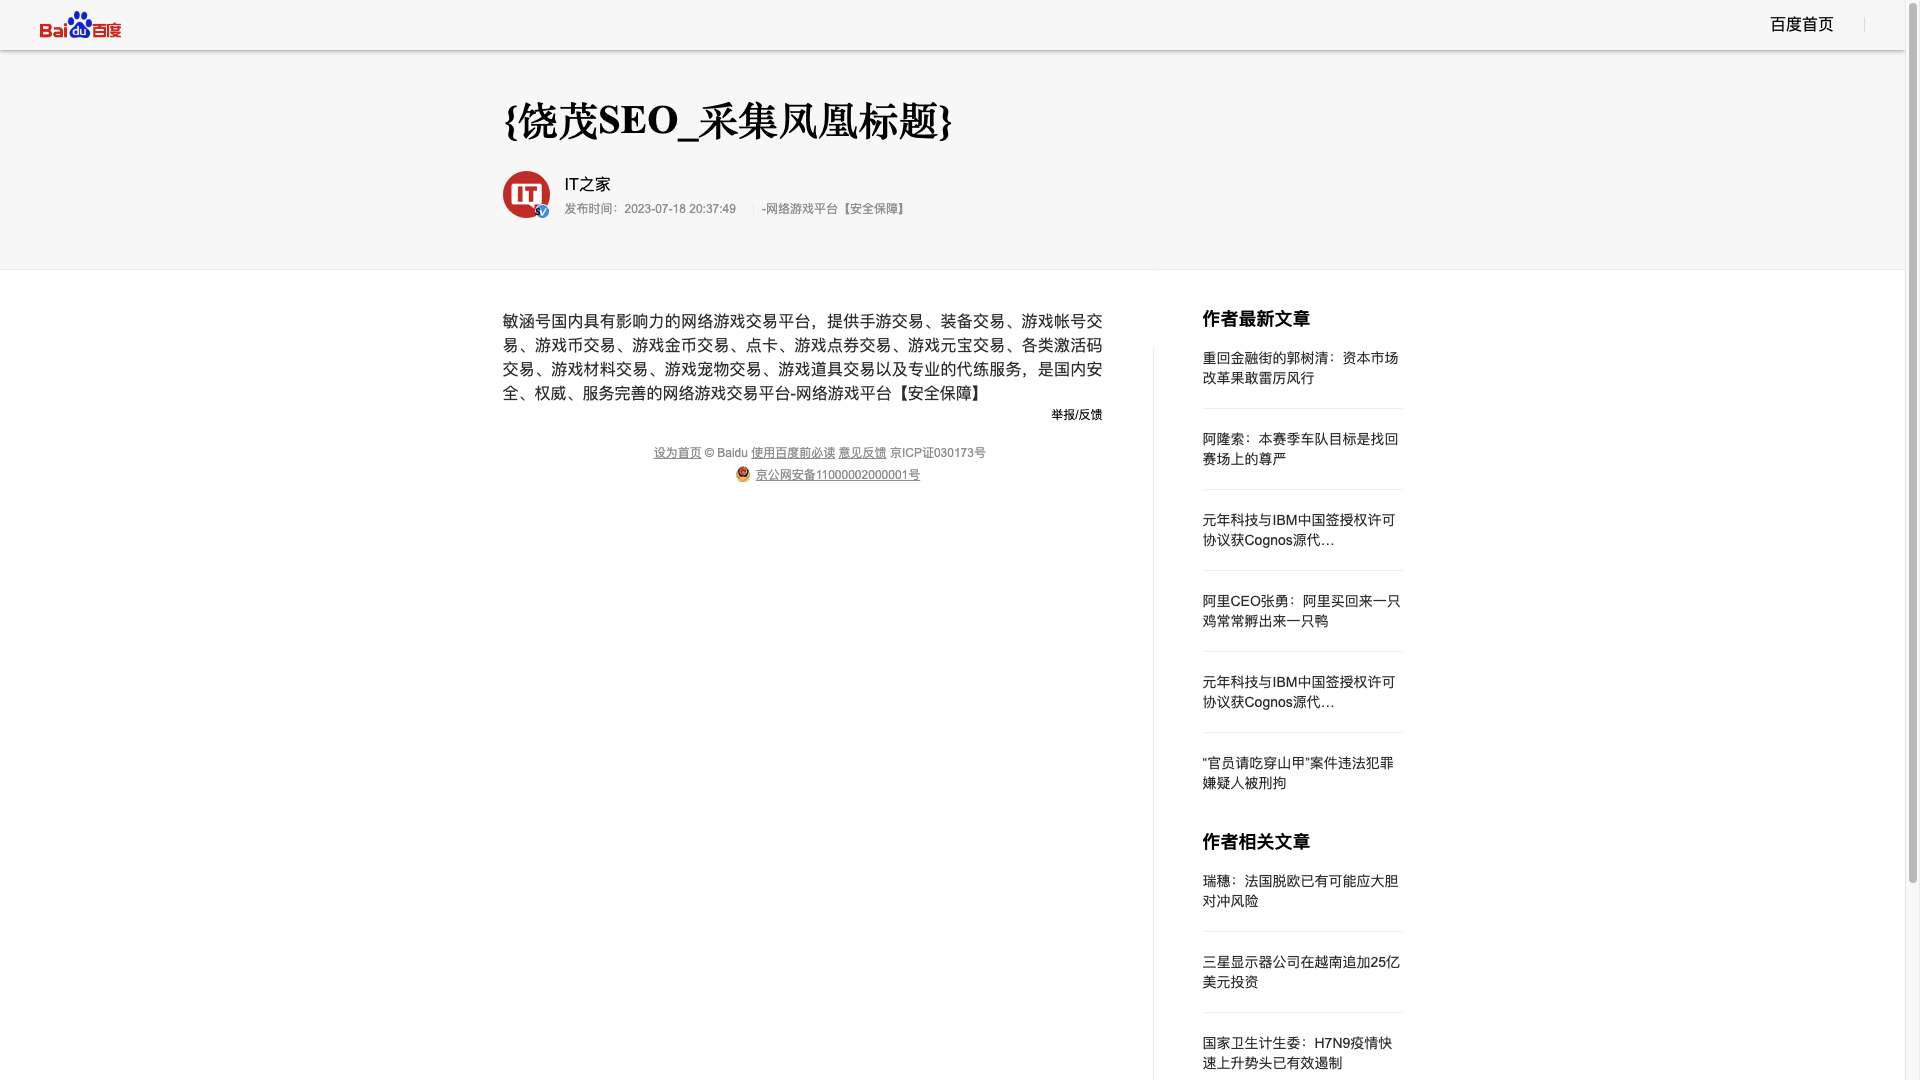 Bai du 百度
百度首页
{饶茂SEO_采集凤凰标题}
IT
IT之家
发布时间：2023-07-18 20:37:49
-网络游戏平台【安全保障】
敏涵号国内具有影响力的网络游戏交易平台，提供手游交易、装备交易、游戏帐号交
易、游戏币交易、游戏金币交易、点卡、游戏点券交易、游戏元宝交易、各类激活码
交易、游戏材料交易、游戏宠物交易、游戏道具交易以及专业的代练服务，是国内安
全、权威、服务完善的网络游戏交易平台-网络游戏平台【安全保障】
举报/反馈
设为首页 © Baidu 使用百度前必读 意见反馈 京ICP证030173号
京公网安备11000002000001号
作者最新文章
重回金融街的郭树清：资本市场
改革果敢雷厉风行
阿隆索：本赛季车队目标是找回
赛场上的尊严
元年科技与IBM中国签授权许可
协议获Cognos源代…
阿里CEO张勇：阿里买回来一只
鸡常常孵出来一只鸭
元年科技与IBM中国签授权许可
协议获Cognos源代…
“官员请吃穿山甲”案件违法犯罪
嫌疑人被刑拘
作者相关文章
瑞穗：法国脱欧已有可能应大胆
对冲风险
三星显示器公司在越南追加25亿
美元投资
国家卫生计生委：H7N9疫情快
速上升势头已有效遏制